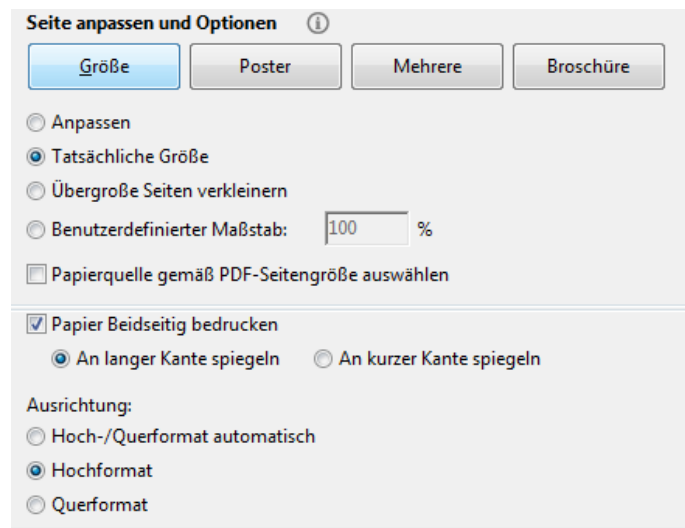 Seite anpassen und Optionen
Größe Poster Mehrere Broschüre
Anpassen
Tatsächliche Größe
Übergroße Seiten verkleinern
Benutzerdefinierter Maßstab: 100 %
Papierquelle gemäß PDF-Seitengröße auswählen
Papier Beidseitig bedrucken
An langer Kante spiegeln An kurzer Kante spiegeln
Ausrichtung:
Hoch-/Querformat automatisch
Hochformat
Querformat